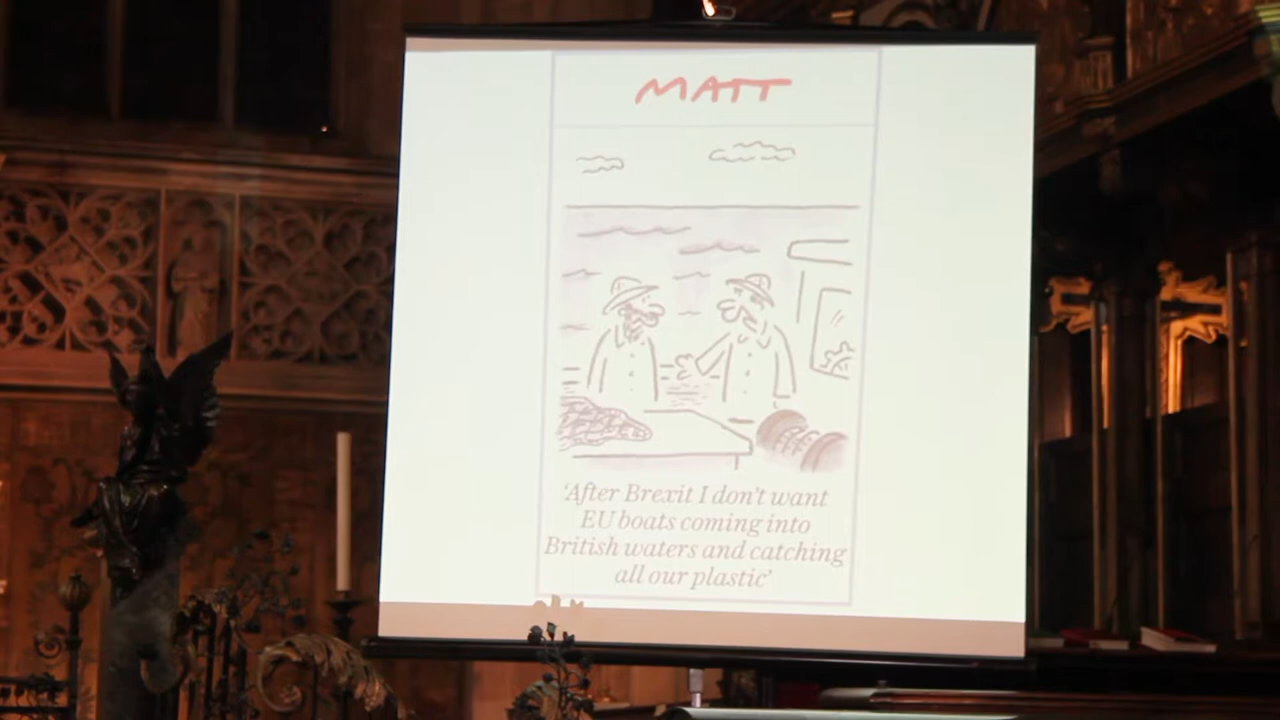 MATT
‘After Brexit I don’t want
EU boats coming into
British waters and catching
all our plastic’